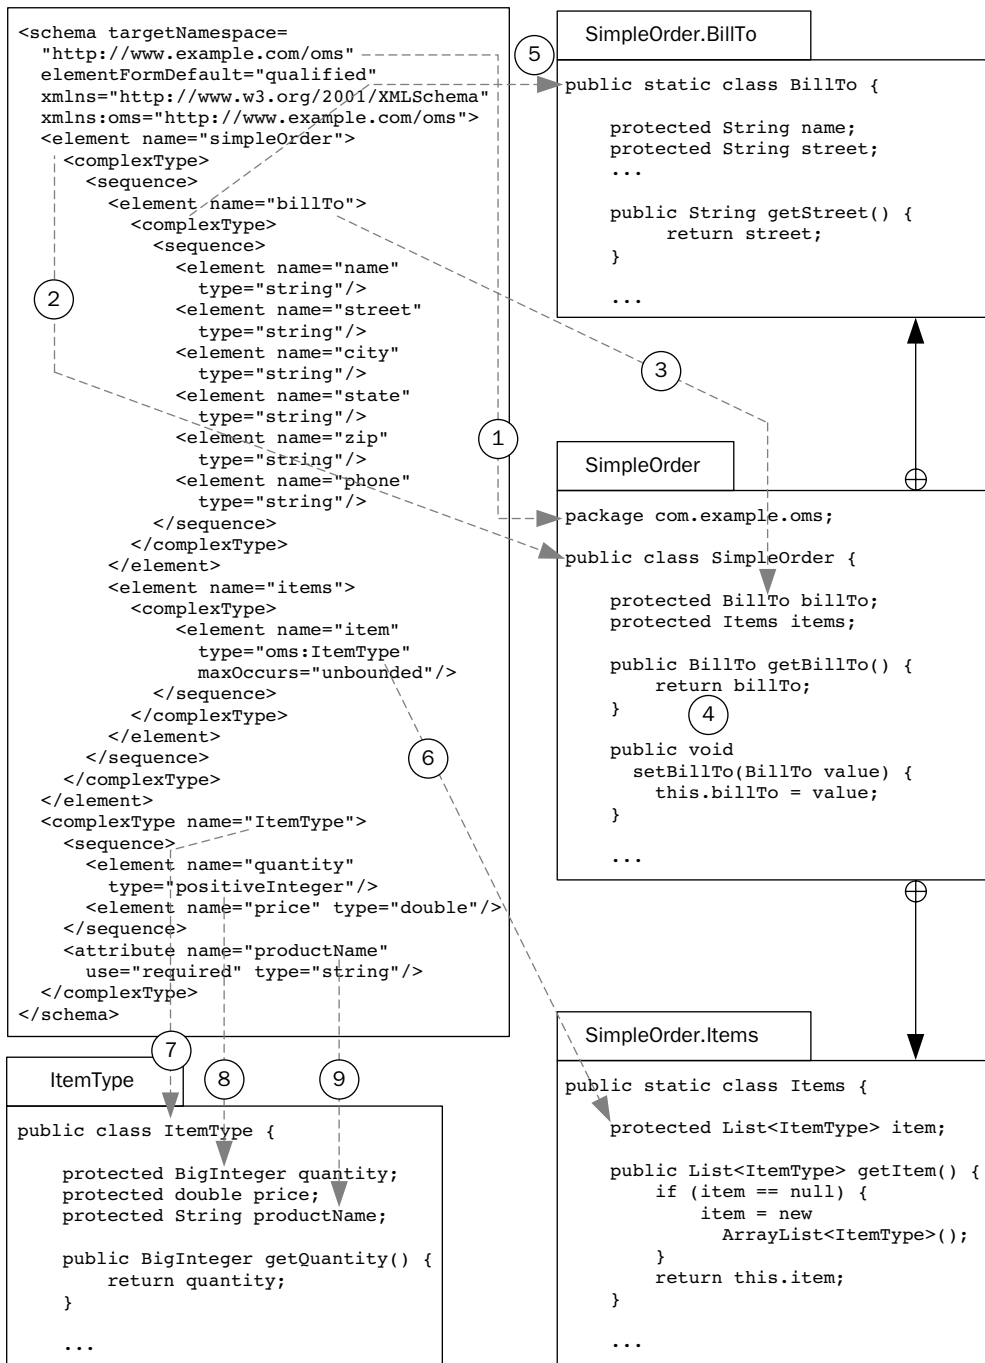 <schema targetNamespace=
"http://www.example.com/oms"
elementFormDefault="qualified"
xmlns="http://www.w3.org/2001/XMLSchema"
xmlns:oms="http://www.example.com/oms">
<element name="simpleOrder">
<complexType>
<sequence>
<element name="billTo">
<complexType>
<sequence>
<element name="name"
type="string"/>
<element name="street"
type="string"/>
<element name="city"
type="string"/>
<element name="state"
type="string"/>
<element name="zip"
type="string"/>
<element name="phone"
type="string"/>
</sequence>
</complexType>
</element>
<element name="items">
<complexType>
<element name="item"
type="oms:ItemType"
maxOccurs="unbounded"/>
</sequence>
</complexType>
</element>
</sequence>
</complexType>
</element>
<complexType name="ItemType">
<sequence>
<element name="quantity"
type="positiveInteger"/>
<element name="price" type="double"/>
</sequence>
<attribute name="productName"
use="required" type="string"/>
</complexType>
</schema>
5
2
3
1
4
6
7
8
9
SimpleOrder.BillTo
public static class BillTo {
protected String name;
protected String street;
...
public String getStreet() {
return street;
}
...
SimpleOrder
package com.example.oms;
public class SimpleOrder {
protected BillTo billTo;
protected Items items;
public BillTo getBillTo() {
return billTo;
}
public void
setBillTo(BillTo value) {
this.billTo = value;
}
...
ItemType
public class ItemType {
protected BigInteger quantity;
protected double price;
protected String productName;
public BigInteger getQuantity() {
return quantity;
}
...
SimpleOrder.Items
public static class Items {
protected List<ItemType> item;
public List<ItemType> getItem() {
if (item == null) {
item = new
ArrayList<ItemType>();
}
return this.item;
}
...